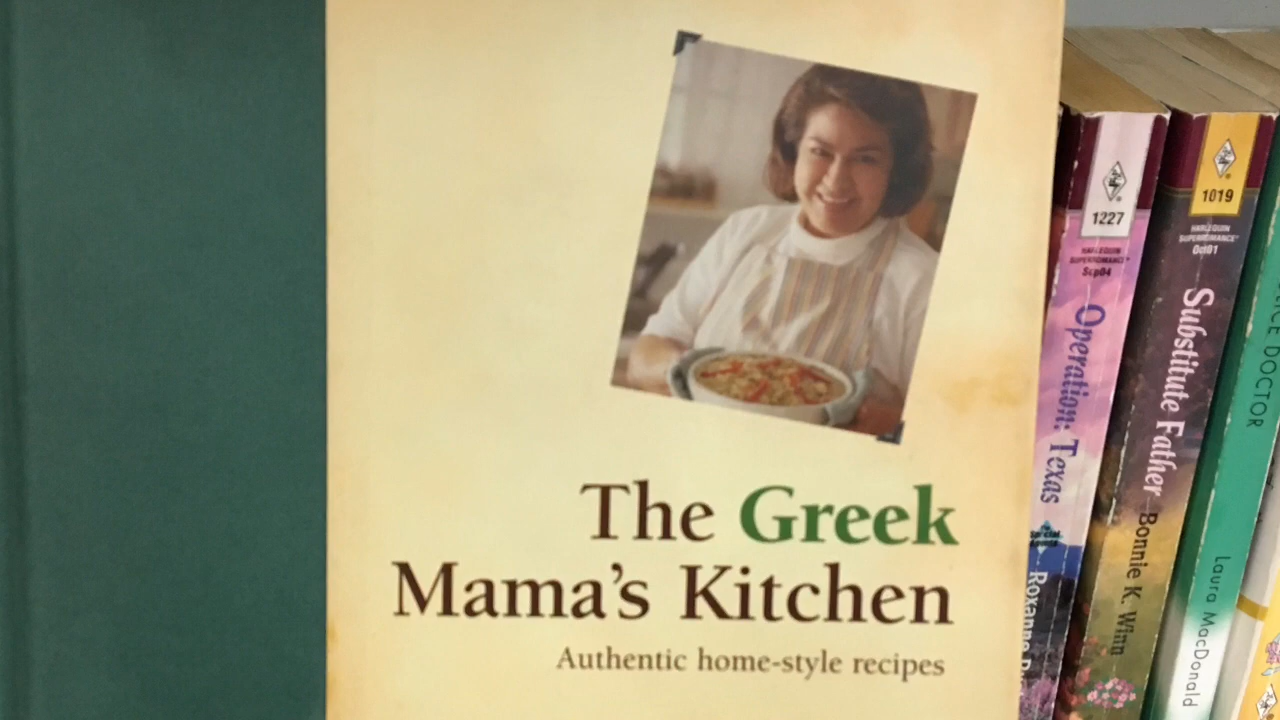 The Greek
Mama's Kitchen
Authentic home-style recipes
1227
HARLEQUIN
SUPERROMANCE
Sep04
Operation: Texas
Roxanne
1019
HARLEQUIN
SUPERROMANCE
Oct01
Substitute Father
Bonnie K. Winn
DOCTOR
Laura MacDonald